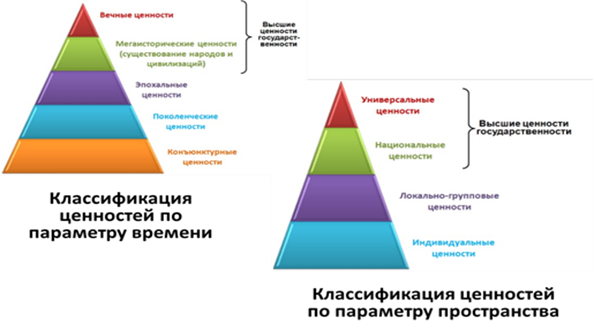 Вечные ценности
Мегаисторические ценности
(существование народов и
цивилизаций)
Эпохальные
ценности
Поколенческие
ценности
Конъюнктурные
ценности
Высшие
ценности
государст-
венности
Классификация
ценностей по
параметру времени
Универсальные
ценности
Национальные
ценности
Локально-групповые
ценности
Индивидуальные
ценности
Высшие ценности
государственности
Классификация ценностей
по параметру пространства